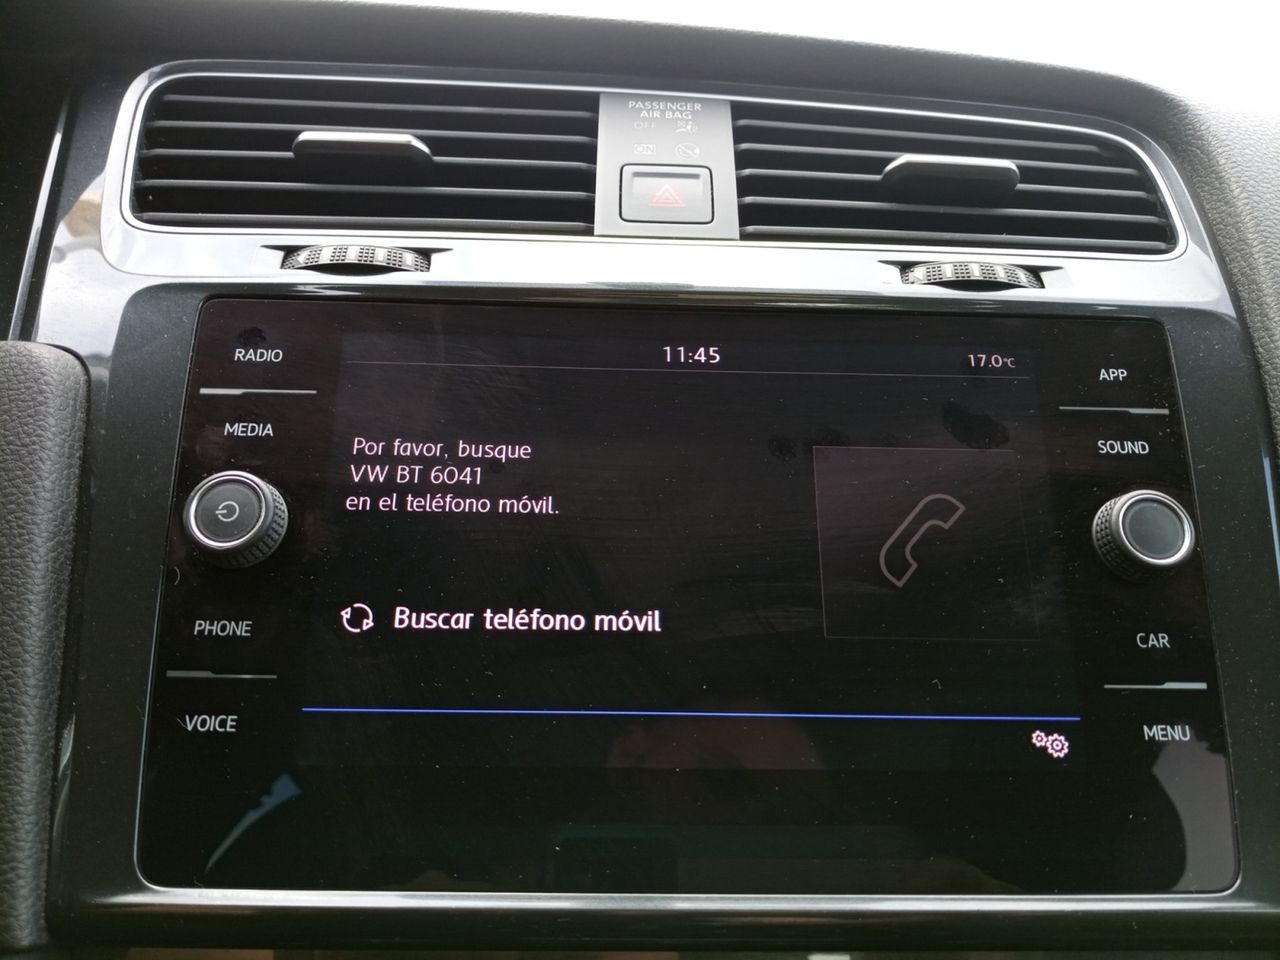 PASSENGER
AIR BAG
OFF
ON
RADIO
11:45
17.0°C
APP
MEDIA
SOUND
Por favor, busque
VW BT 6041
en el teléfono móvil.
Buscar teléfono móvil
PHONE
CAR
VOICE
MENU